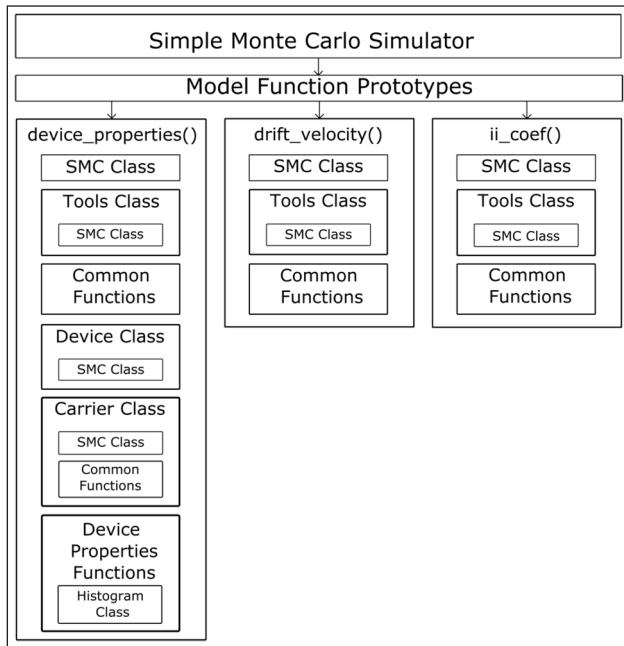 Simple Monte Carlo Simulator
Model Function Prototypes
device_properties()
SMC Class
Tools Class
SMC Class
Common
Functions
Device Class
SMC Class
Carrier Class
SMC Class
Common
Functions
Device
Properties
Functions
Histogram
Class
drift_velocity()
SMC Class
Tools Class
SMC Class
Common
Functions
ii_coef()
SMC Class
Tools Class
SMC Class
Common
Functions